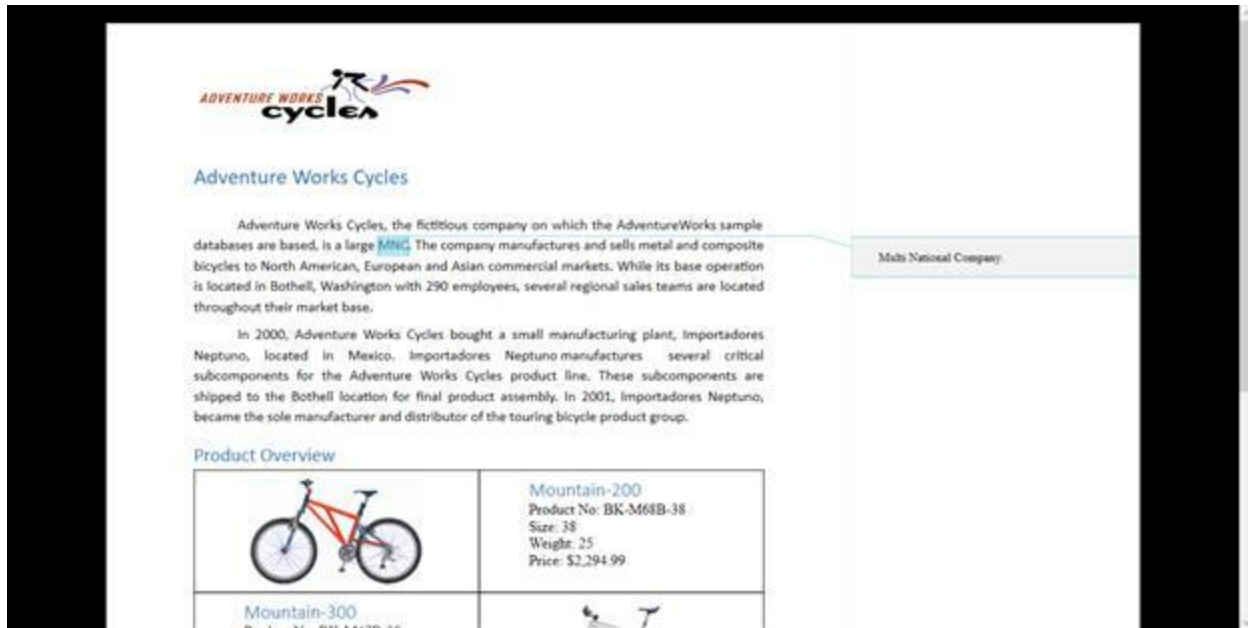 ADVENTURE WORKS
cycles
Adventure Works Cycles
Adventure Works Cycles, the fictitious company on which the AdventureWorks sample
databases are based, is a large MNC. The company manufactures and sells metal and composite
bicycles to North American, European and Asian commercial markets. While its base operation
is located in Bothell, Washington with 290 employees, several regional sales teams are located
throughout their market base.
Multi National Company.
In 2000, Adventure Works Cycles bought a small manufacturing plant, Importadores
Neptuno, located in Mexico. Importadores Neptuno manufactures several critical
subcomponents for the Adventure Works Cycles product line. These subcomponents are
shipped to the Bothell location for final product assembly. In 2001, Importadores Neptuno,
became the sole manufacturer and distributor of the touring bicycle product group.
Product Overview
Mountain-200
Product No: BK-M68B-38
Size: 38
Weight: 25
Price: $2,294.99
Mountain-300